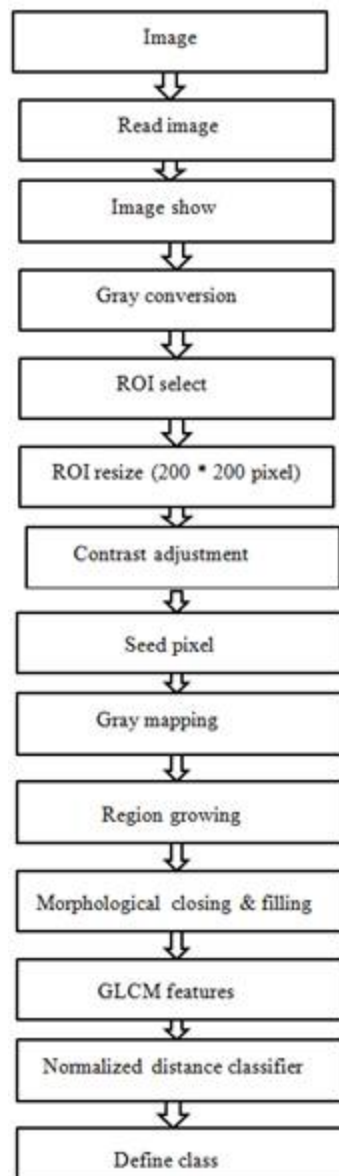 Image
Read image
Image show
Gray conversion
ROI select
ROI resize (200 * 200 pixel)
Contrast adjustment
Seed pixel
Gray mapping
Region growing
Morphological closing & filling
GLCM features
Normalized distance classifier
Define class